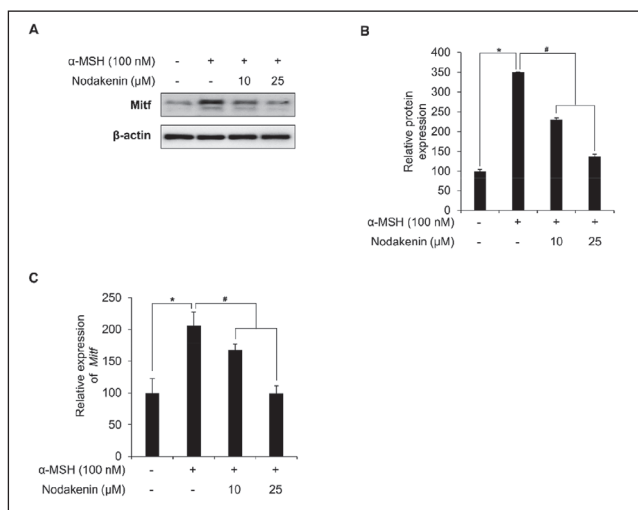 A
α-MSH (100 nM) - + + +
Nodakenin (μM) - - 10 25
Mitf
β-actin
B
Relative protein
expression
400
350
300
250
200
150
100
50
0
* #
α-MSH (100 nM) - + + +
Nodakenin (μM) - - 10 25
C
Relative expression
of Mitf
250
200
150
100
50
0
* #
α-MSH (100 nM) - + + +
Nodakenin (μM) - - 10 25